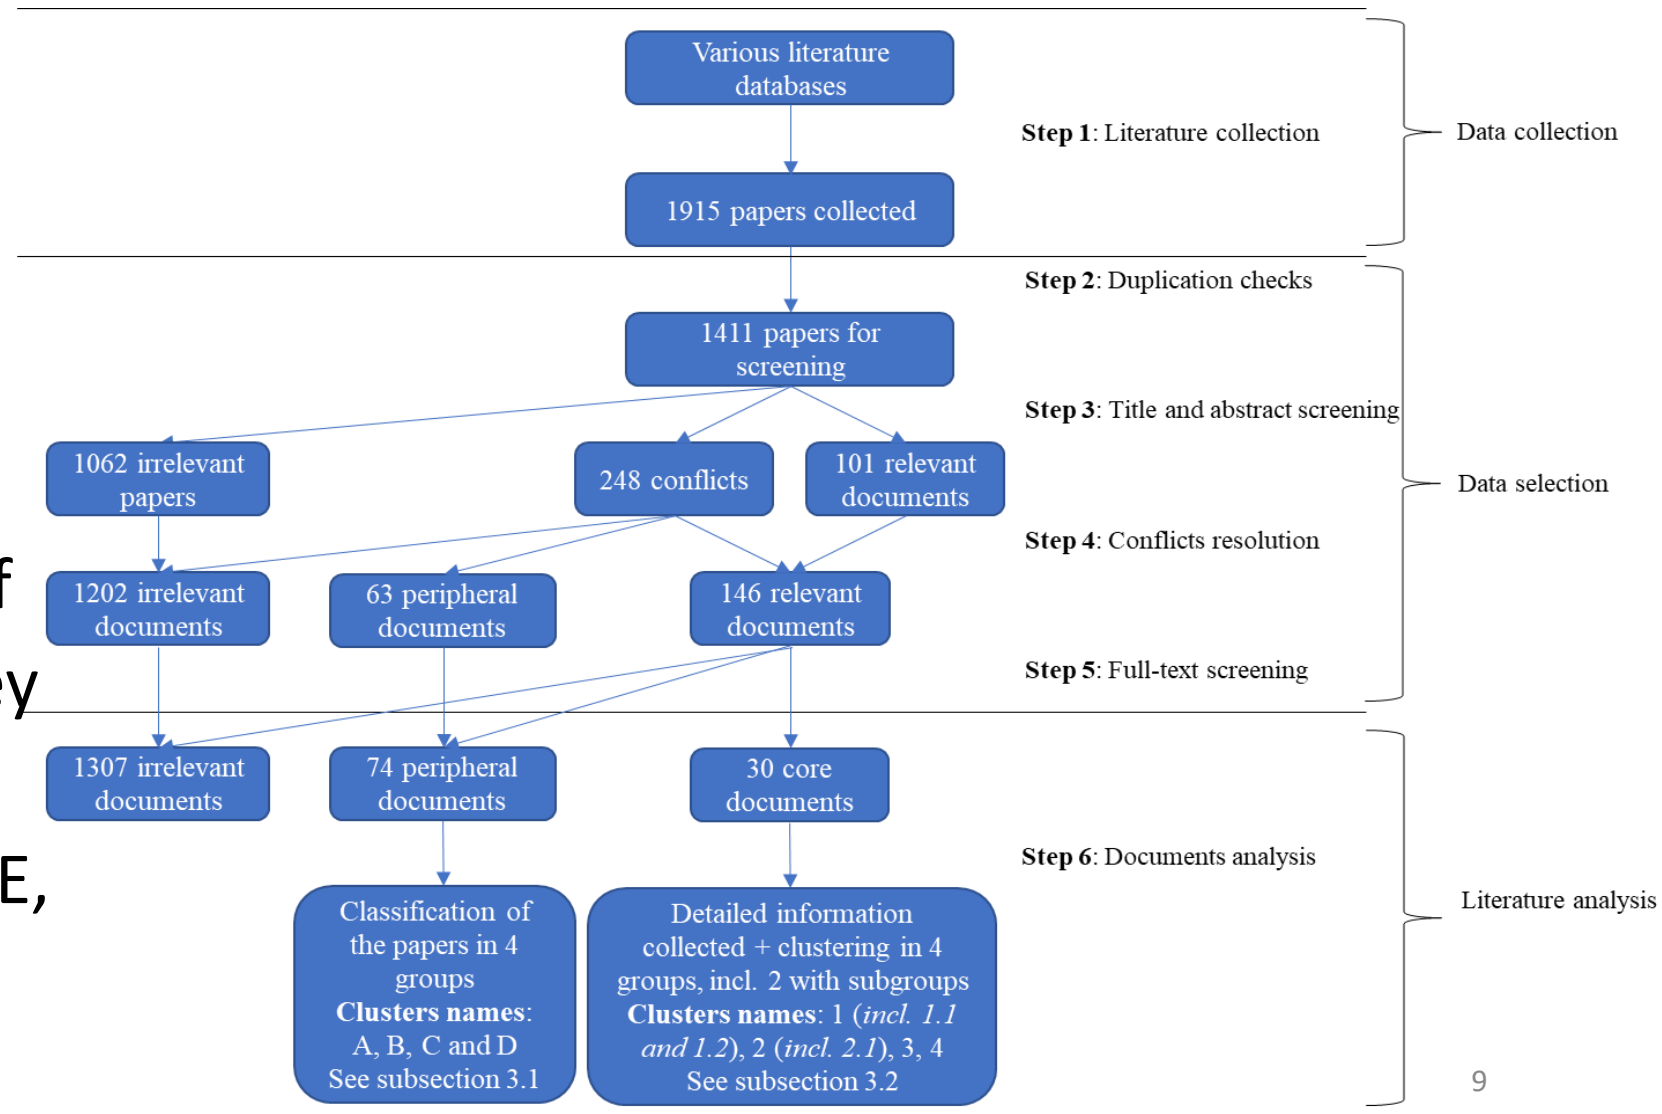 Various literature
databases
Step 1: Literature collection
Data collection
1915 papers collected
Step 2: Duplication checks
1411 papers for
screening
Step 3: Title and abstract screening
1062 irrelevant
papers
248 conflicts
101 relevant
documents
Data selection
Step 4: Conflicts resolution
f
1202 irrelevant
documents
63 peripheral
documents
146 relevant
documents
Step 5: Full-text screening
ey
1307 irrelevant
documents
74 peripheral
documents
30 core
documents
Step 6: Documents analysis
E,
Literature analysis
Classification of
the papers in 4
groups
Clusters names:
A, B, C and D
See subsection 3.1
Detailed information
collected + clustering in 4
groups, incl. 2 with subgroups
Clusters names: 1 (incl. 1.1
and 1.2), 2 (incl. 2.1), 3, 4
See subsection 3.2
9